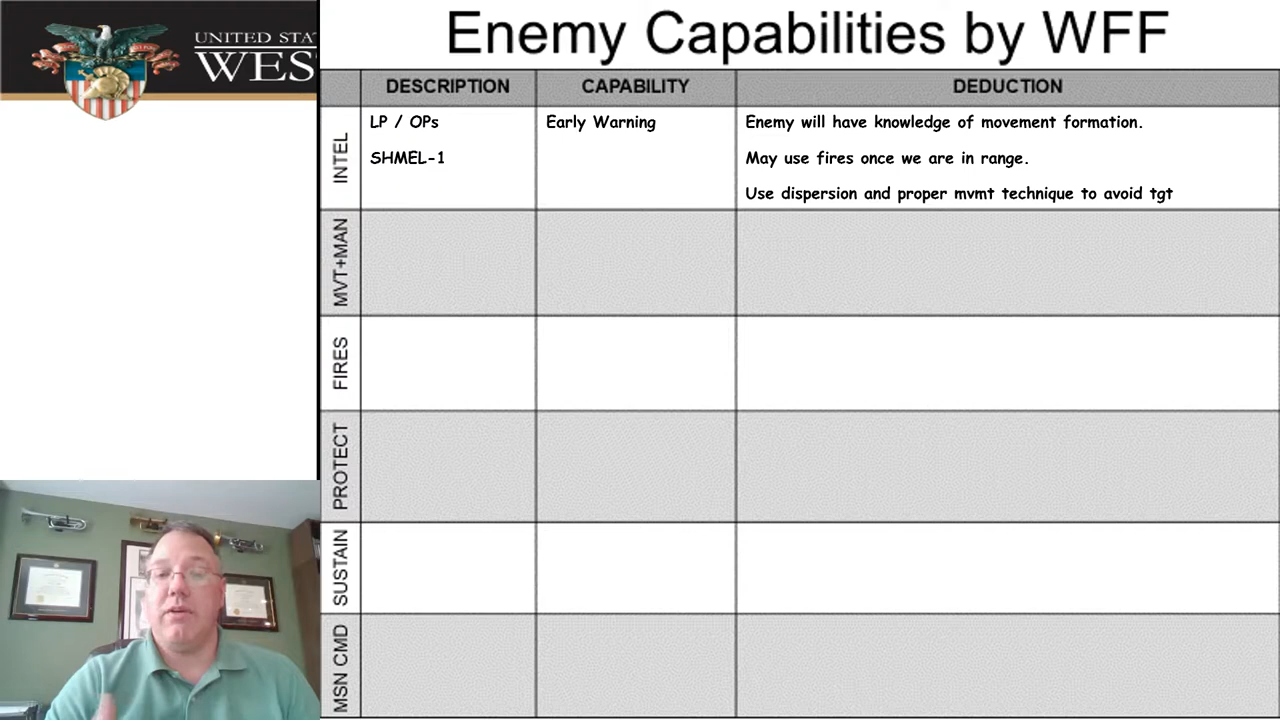 UNITED STA
WES
Enemy Capabilities by WFF
DESCRIPTION CAPABILITY DEDUCTION
INTEL
LP / OPs Early Warning Enemy will have knowledge of movement formation.
SHMEL-1 May use fires once we are in range.
Use dispersion and proper mvmt technique to avoid tgt
MVT+MAN
FIRES
PROTECT
SUSTAIN
MSN CMD